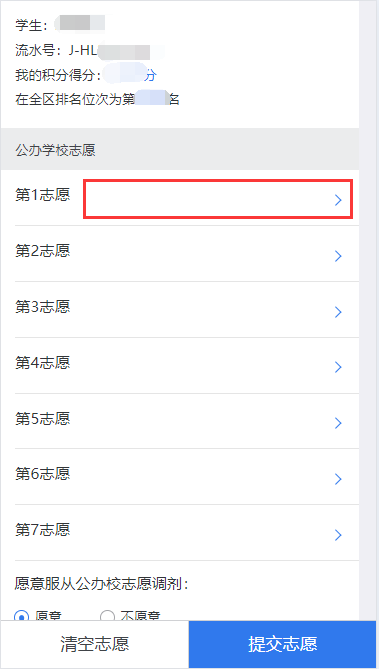 学生：
流水号：J-HL
我的积分得分：分
在全区排名位次为第名
公办学校志愿
第1志愿
第2志愿
第3志愿
第4志愿
第5志愿
第6志愿
第7志愿
愿意服从公办校志愿调剂：
愿意 不愿意
清空志愿 提交志愿